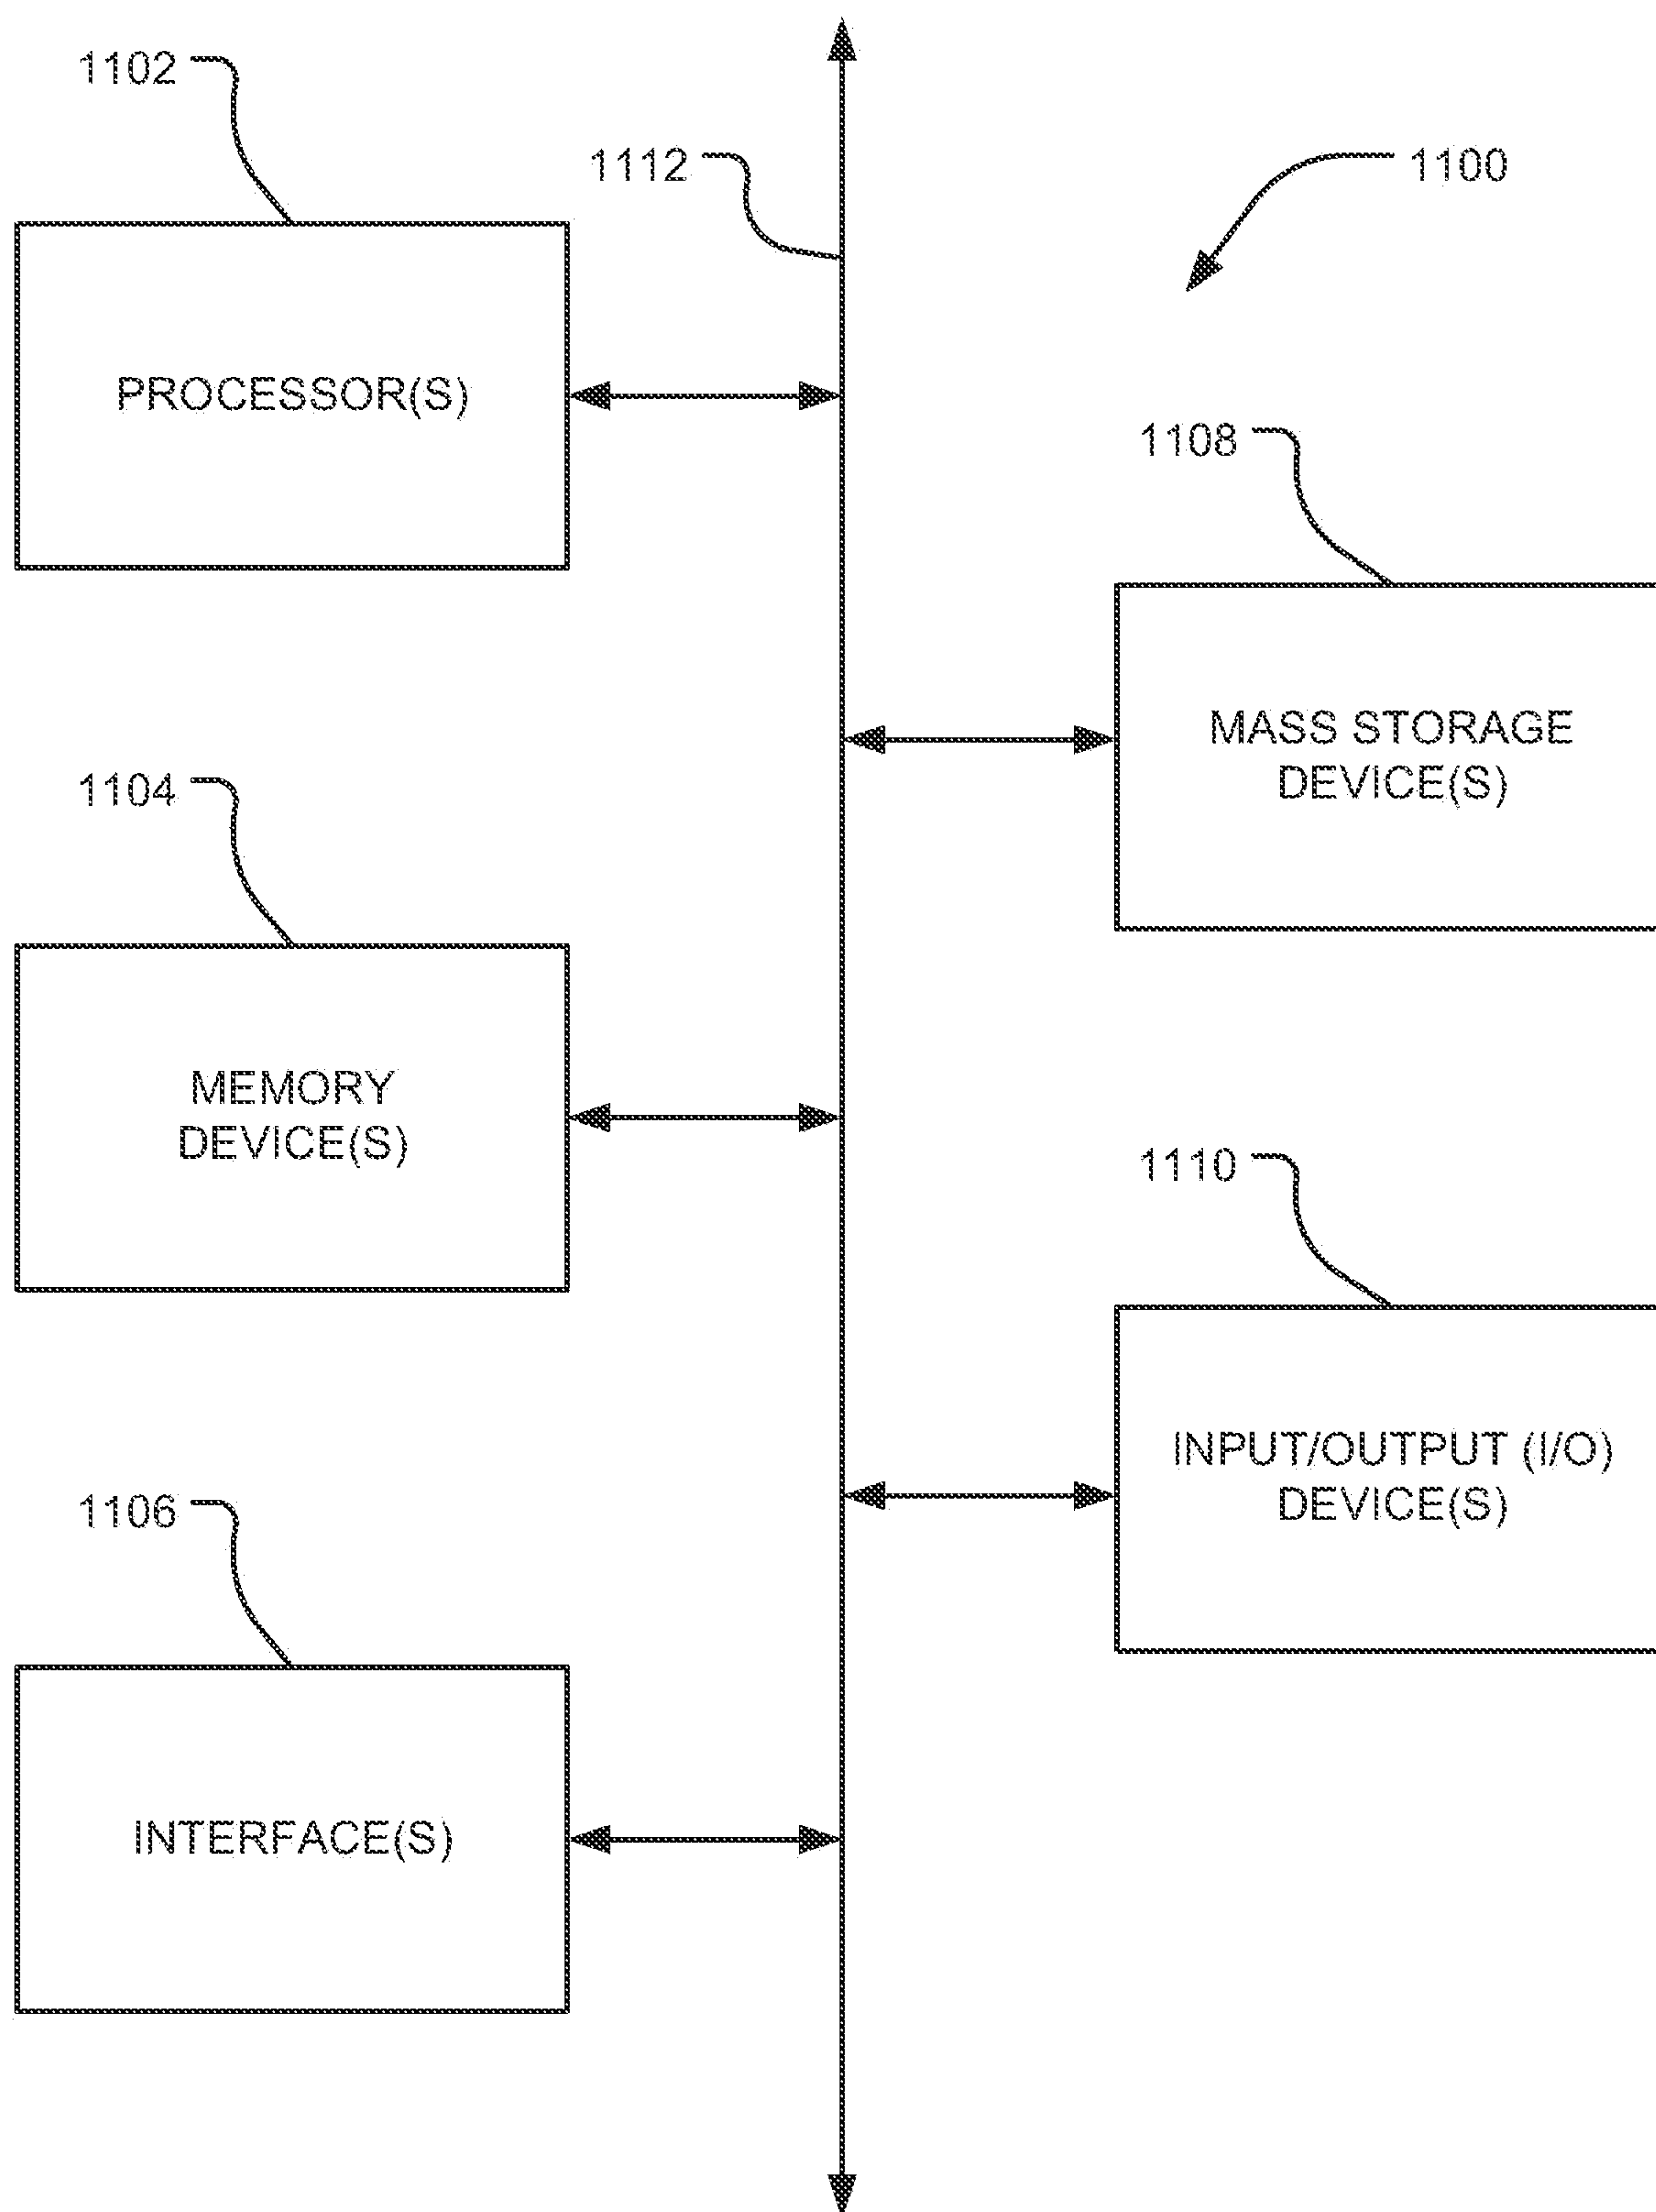 1102
1112
1100
PROCESSOR(S)
1108
MASS STORAGE
DEVICE(S)
1104
MEMORY
DEVICE(S)
1110
INPUT/OUTPUT (I/O)
DEVICE(S)
1106
INTERFACE(S)